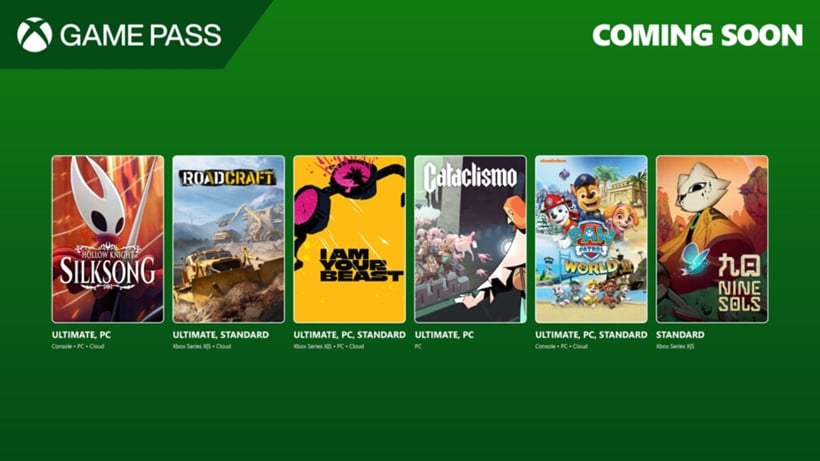 GAME PASS
COMING SOON
HOLLOW KNIGHT
SILKSONG
ULTIMATE, PC
Console • PC • Cloud
ROADCRAFT
ULTIMATE, STANDARD
Xbox Series X|S • Cloud
I AM
YOUR
BEAST
ULTIMATE, PC, STANDARD
Xbox Series X|S • PC • Cloud
Cataclismo
ULTIMATE, PC
PC
nickelodeon
PAW
PATROL
WORLD
ULTIMATE, PC, STANDARD
Console • PC • Cloud
九日
NINE
SOLS
STANDARD
Xbox Series X|S